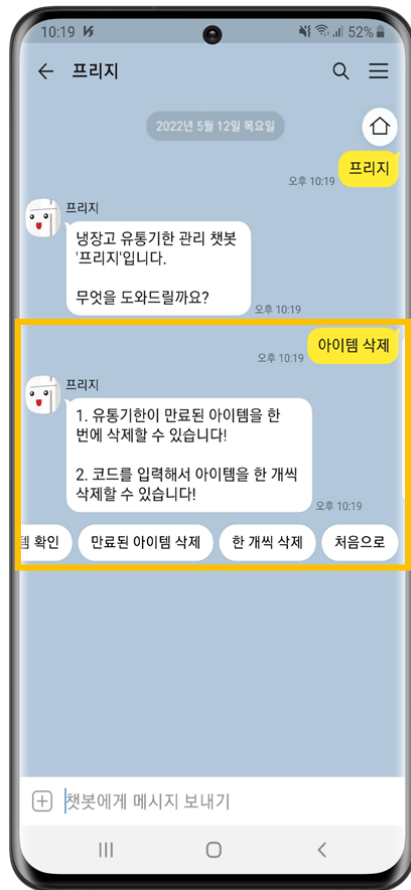 10:19
52%
프리지
2022년 5월 12일 목요일
프리지
오후 10:19
프리지
냉장고 유통기한 관리 챗봇
'프리지'입니다.
무엇을 도와드릴까요?
오후 10:19
아이템 삭제
오후 10:19
프리지
1. 유통기한이 만료된 아이템을 한
번에 삭제할 수 있습니다!
2. 코드를 입력해서 아이템을 한 개씩
삭제할 수 있습니다!
오후 10:19
템 확인 만료된 아이템 삭제 한 개씩 삭제 처음으로
챗봇에게 메시지 보내기